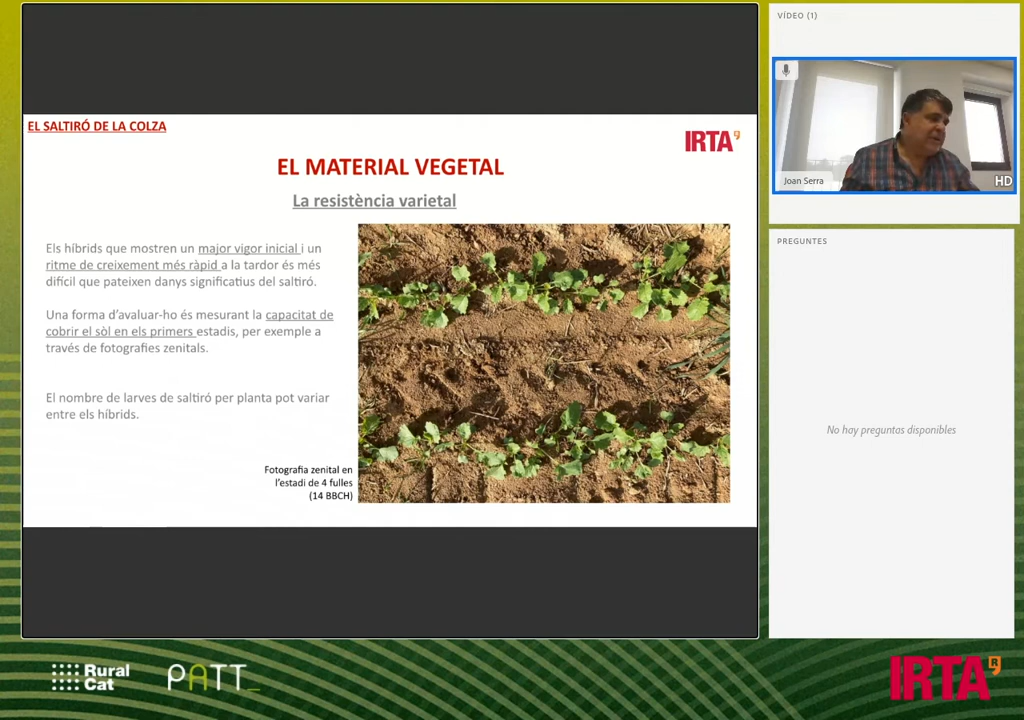 EL SALTIRÓ DE LA COLZA
IRTA
EL MATERIAL VEGETAL
La resistència varietal
Els híbrids que mostren un major vigor inicial i un
ritme de creixement més ràpid a la tardor és més
difícil que pateixen danys significatius del saltiró.
Una forma d'avaluar-ho és mesurant la capacitat de
cobrir el sòl en els primers estadis, per exemple a
través de fotografies zenitals.
El nombre de larves de saltiró per planta pot variar
entre els híbrids.
Fotografia zenital en
l'estadi de 4 fulles
(14 BBCH)
VÍDEO (1)
Joan Serra
HD
PREGUNTES
No hay preguntas disponibles
Rural
Cat
PATT_
IRTA